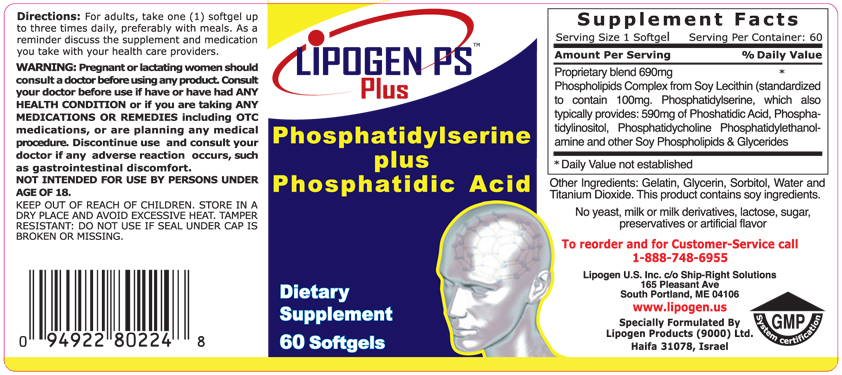 Directions: For adults, take one (1) softgel up
to three times daily, preferably with meals. As a
reminder discuss the supplement and medication
you take with your health care providers.
WARNING: Pregnant or lactating women should
consult a doctor before using any product. Consult
your doctor before use if have or have had ANY
HEALTH CONDITION or if you are taking ANY
MEDICATIONS OR REMEDIES including OTC
medications, or are planning any medical
procedure. Discontinue use and consult your
doctor if any adverse reaction occurs, such
as gastrointestinal discomfort.
NOT INTENDED FOR USE BY PERSONS UNDER
AGE OF 18.
KEEP OUT OF REACH OF CHILDREN. STORE IN A
DRY PLACE AND AVOID EXCESSIVE HEAT. TAMPER
RESISTANT: DO NOT USE IF SEAL UNDER CAP IS
BROKEN OR MISSING.
0 94922 80224 8
LIPOGEN PS™
Plus
Phosphatidylserine
plus
Phosphatidic Acid
Dietary
Supplement
60 Softgels
Supplement Facts
Serving Size 1 Softgel Serving Per Container: 60
Amount Per Serving % Daily Value
Proprietary blend 690mg *
Phospholipids Complex from Soy Lecithin (standardized
to contain 100mg. Phosphatidylserine, which also
typically provides: 590mg of Phoshatidic Acid, Phospha-
tidylinositol, Phosphatidycholine Phosphatidylethanol-
amine and other Soy Phospholipids & Glycerides
* Daily Value not established
Other Ingredients: Gelatin, Glycerin, Sorbitol, Water and
Titanium Dioxide. This product contains soy ingredients.
No yeast, milk or milk derivatives, lactose, sugar,
preservatives or artificial flavor
To reorder and for Customer-Service call
1-888-748-6955
Lipogen U.S. Inc. c/o Ship-Right Solutions
165 Pleasant Ave
South Portland, ME 04106
www.lipogen.us
Specially Formulated By
Lipogen Products (9000) Ltd.
Haifa 31078, Israel
GMP
System certification